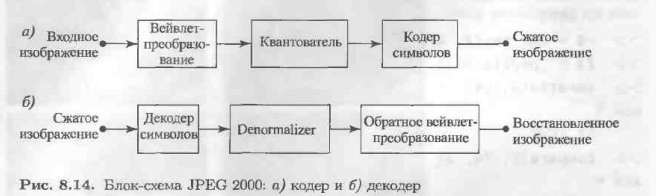 а) Входное
изображение
Вейвлет-
преобразо-
вание
Квантователь
Кодер
символов
Сжатое
изображение
б) Сжатое
изображение
Декодер
символов
Denormalizer
Обратное вейвлет-
преобразование
Восстановленное
изображение
Рис. 8.14. Блок-схема JPEG 2000: а) кодер и б) декодер